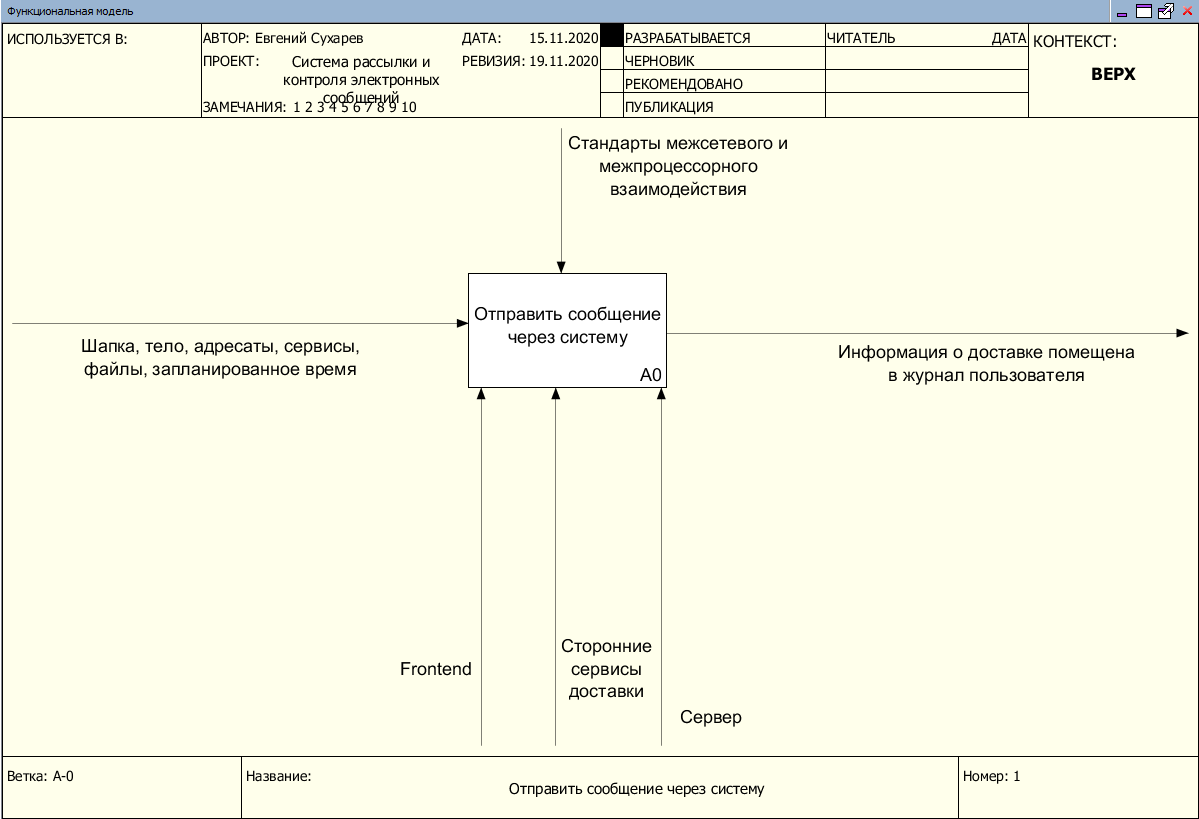 Функциональная модель
ИСПОЛЬЗУЕТСЯ В:
АВТОР: Евгений Сухарев
ДАТА: 15.11.2020
ПРОЕКТ: Система рассылки и
контроля электронных
сообщений
РЕВИЗИЯ: 19.11.2020
ЗАМЕЧАНИЯ: 1 2 3 4 5 6 7 8 9 10
РАЗРАБАТЫВАЕТСЯ
ЧЕРНОВИК
РЕКОМЕНДОВАНО
ПУБЛИКАЦИЯ
ЧИТАТЕЛЬ ДАТА
КОНТЕКСТ:
ВЕРХ
Стандарты межсетевого и
межпроцессорного
взаимодействия
Отправить сообщение
через систему
A0
Шапка, тело, адресаты, сервисы,
файлы, запланированное время
Информация о доставке помещена
в журнал пользователя
Frontend
Сторонние
сервисы
доставки
Сервер
Ветка: A-0
Название:
Отправить сообщение через систему
Номер: 1